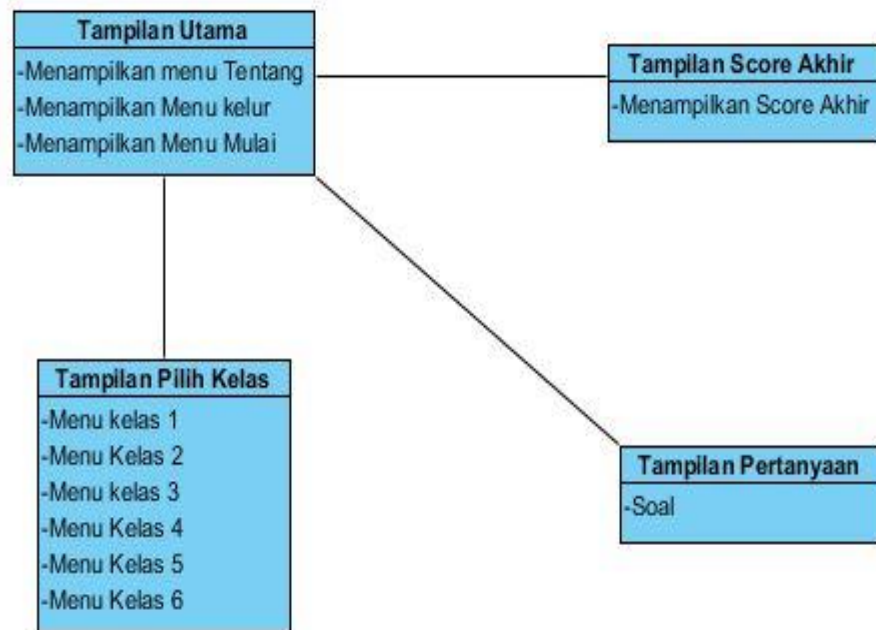 Tampilan Utama
-Menampilkan menu Tentang
-Menampilkan Menu kelur
-Menampilkan Menu Mulai
Tampilan Score Akhir
-Menampilkan Score Akhir
Tampilan Pilih Kelas
-Menu kelas 1
-Menu Kelas 2
-Menu kelas 3
-Menu Kelas 4
-Menu Kelas 5
-Menu Kelas 6
Tampilan Pertanyaan
-Soal